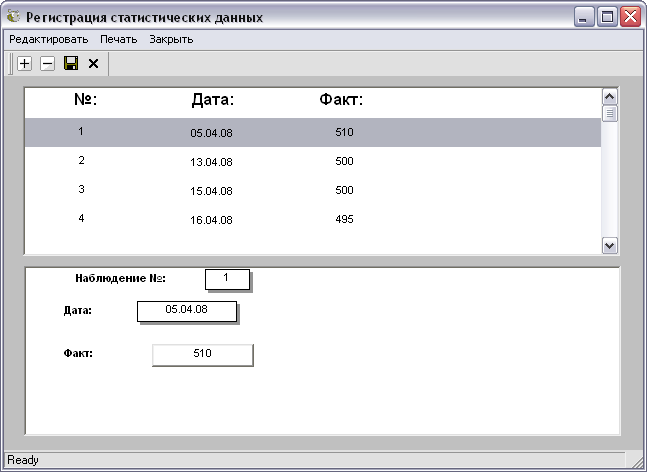 Регистрация статистических данных
Редактировать Печать Закрыть
№: Дата: Факт:
1 05.04.08 510
2 13.04.08 500
3 15.04.08 500
4 16.04.08 495
Наблюдение №: 1
Дата: 05.04.08
Факт: 510
Ready